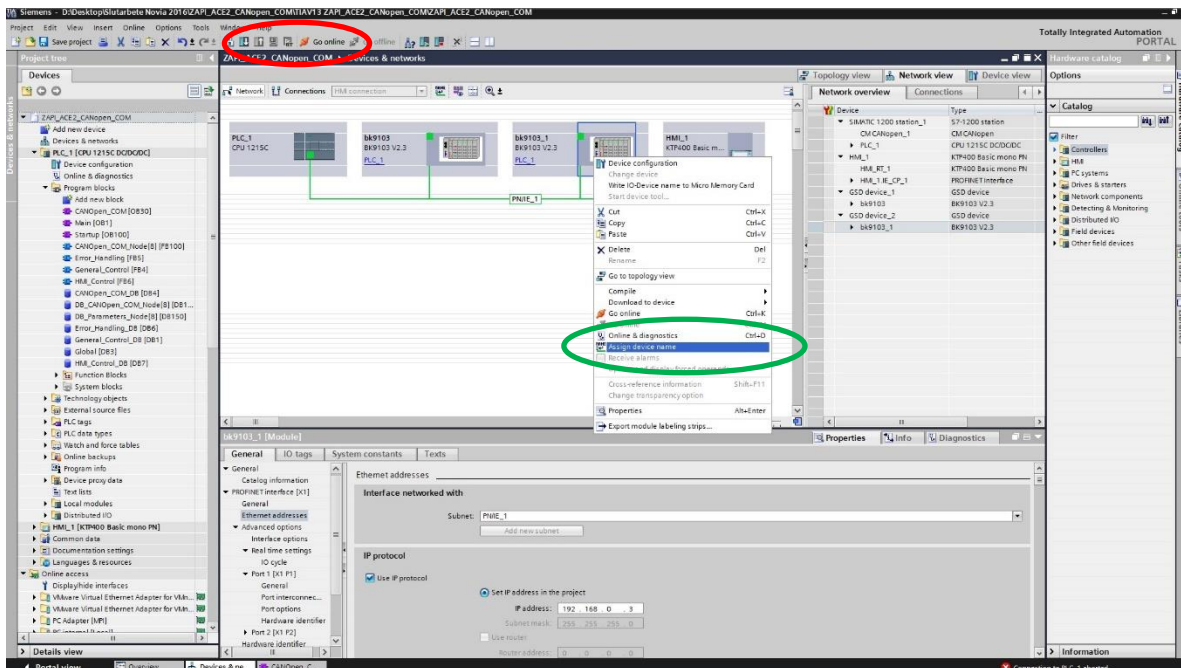 Siemens - D:\Desktop\Slutarbete Novia 2016\ZAPI_ACE2_CANopen_COM\TIAV13 ZAPI_ACE2_CANopen_COM\ZAPI_ACE2_CANopen_COM
Project Edit View Insert Online Options Tools Window Help
Totally Integrated Automation
PORTAL
Save project Go online offline
Project tree
ZAPI_ACE2_CANopen_COM Devices & networks
Hardware catalog
Devices
Topology view Network view Device view
Options
Network Connections HMI connection
Network overview Connections
Devices & networks
ZAPI_ACE2_CANopen_COM
Add new device
Devices & networks
PLC_1 [CPU 1215C DC/DC/DC]
Device configuration
Online & diagnostics
Program blocks
Add new block
CANOpen_COM [OB30]
Main [OB1]
Startup [OB100]
CANOpen_COM_Node[8] [FB100]
Error_Handling [FB5]
General_Control [FB4]
HMI_Control [FB6]
CANOpen_COM_DB [DB4]
DB_CANOpen_COM_Node[8] [DB1...
DB_Parameters_Node[8] [DB150]
Error_Handling_DB [DB6]
General_Control_DB [DB1]
Global [DB3]
HMI_Control_DB [DB7]
Function Blocks
System blocks
Technology objects
External source files
PLC tags
PLC data types
Watch and force tables
Online backups
Program info
Device proxy data
Text lists
Local modules
Distributed I/O
HMI_1 [KTP400 Basic mono PN]
Common data
Documentation settings
Languages & resources
Online access
Display/hide interfaces
VMware Virtual Ethernet Adapter for VMn...
VMware Virtual Ethernet Adapter for VMn...
PC Adapter [MPI]
PC internal [Local]
Details view
PLC_1
CPU 1215C
bk9103
BK9103 V2.3
PLC_1
bk9103_1
BK9103 V2.3
PLC_1
HMI_1
KTP400 Basic m...
PN/IE_1
Device configuration
Change device
Write IO-Device name to Micro Memory Card
Start device tool...
Cut Ctrl+X
Copy Ctrl+C
Paste Ctrl+V
Delete Del
Rename F2
Go to topology view
Compile
Download to device
Go online Ctrl+K
Online & diagnostics Ctrl+D
Assign device name
Receive alarms
Cross-reference information Shift+F11
Change transparency option
Properties Alt+Enter
Export module labeling strips...
Device Type
SIMATIC 1200 station_1 S7-1200 station
CM CANopen_1 CM CANopen
PLC_1 CPU 1215C DC/DC/DC
HMI_1 KTP400 Basic mono PN
HMI_RT_1 KTP400 Basic mono PN
HMI_1.IE_CP_1 PROFINET interface
GSD device_1 GSD device
bk9103 BK9103 V2.3
GSD device_2 GSD device
bk9103_1 BK9103 V2.3
Catalog
Filter
Controllers
HMI
PC systems
Drives & starters
Network components
Detecting & Monitoring
Distributed I/O
Field devices
Other field devices
Information
bk9103_1 [Module]
Properties Info Diagnostics
General IO tags System constants Texts
General
Catalog information
PROFINET interface [X1]
General
Ethernet addresses
Advanced options
Interface options
Real time settings
IO cycle
Port 1 [X1 P1]
General
Port interconnec...
Port options
Hardware identifier
Port 2 [X1 P2]
Hardware identifier
Ethernet addresses
Interface networked with
Subnet: PN/IE_1
Add new subnet
IP protocol
Use IP protocol
Set IP address in the project
IP address: 192 . 168 . 0 . 3
Subnet mask: 255 . 255 . 255 . 0
Use router
Router address: 0 . 0 . 0 . 0
Portal view Overview Devices & ne... CANOpen_C...
Connection to PLC_1 aborted